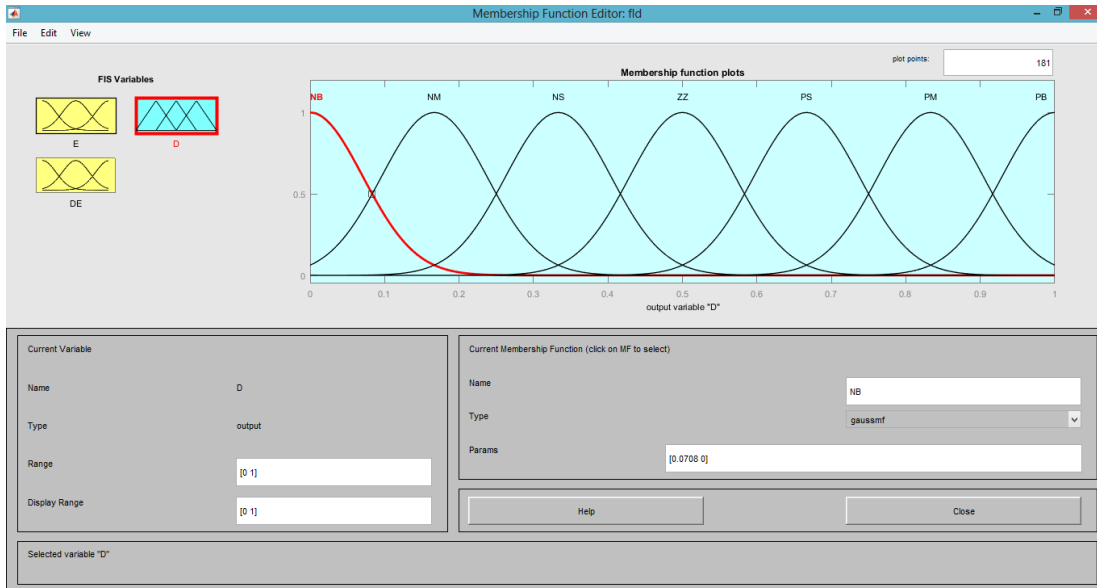 Membership Function Editor: fld
File Edit View
FIS Variables
plot points:
181
Membership function plots
E
D
DE
NB NM NS ZZ PS PM PB
1
0.5
0
0 0.1 0.2 0.3 0.4 0.5 0.6 0.7 0.8 0.9 1
output variable "D"
Current Variable
Name D
Type output
Range [0 1]
Display Range [0 1]
Current Membership Function (click on MF to select)
Name NB
Type gaussmf
Params [0.0708 0]
Help Close
Selected variable "D"